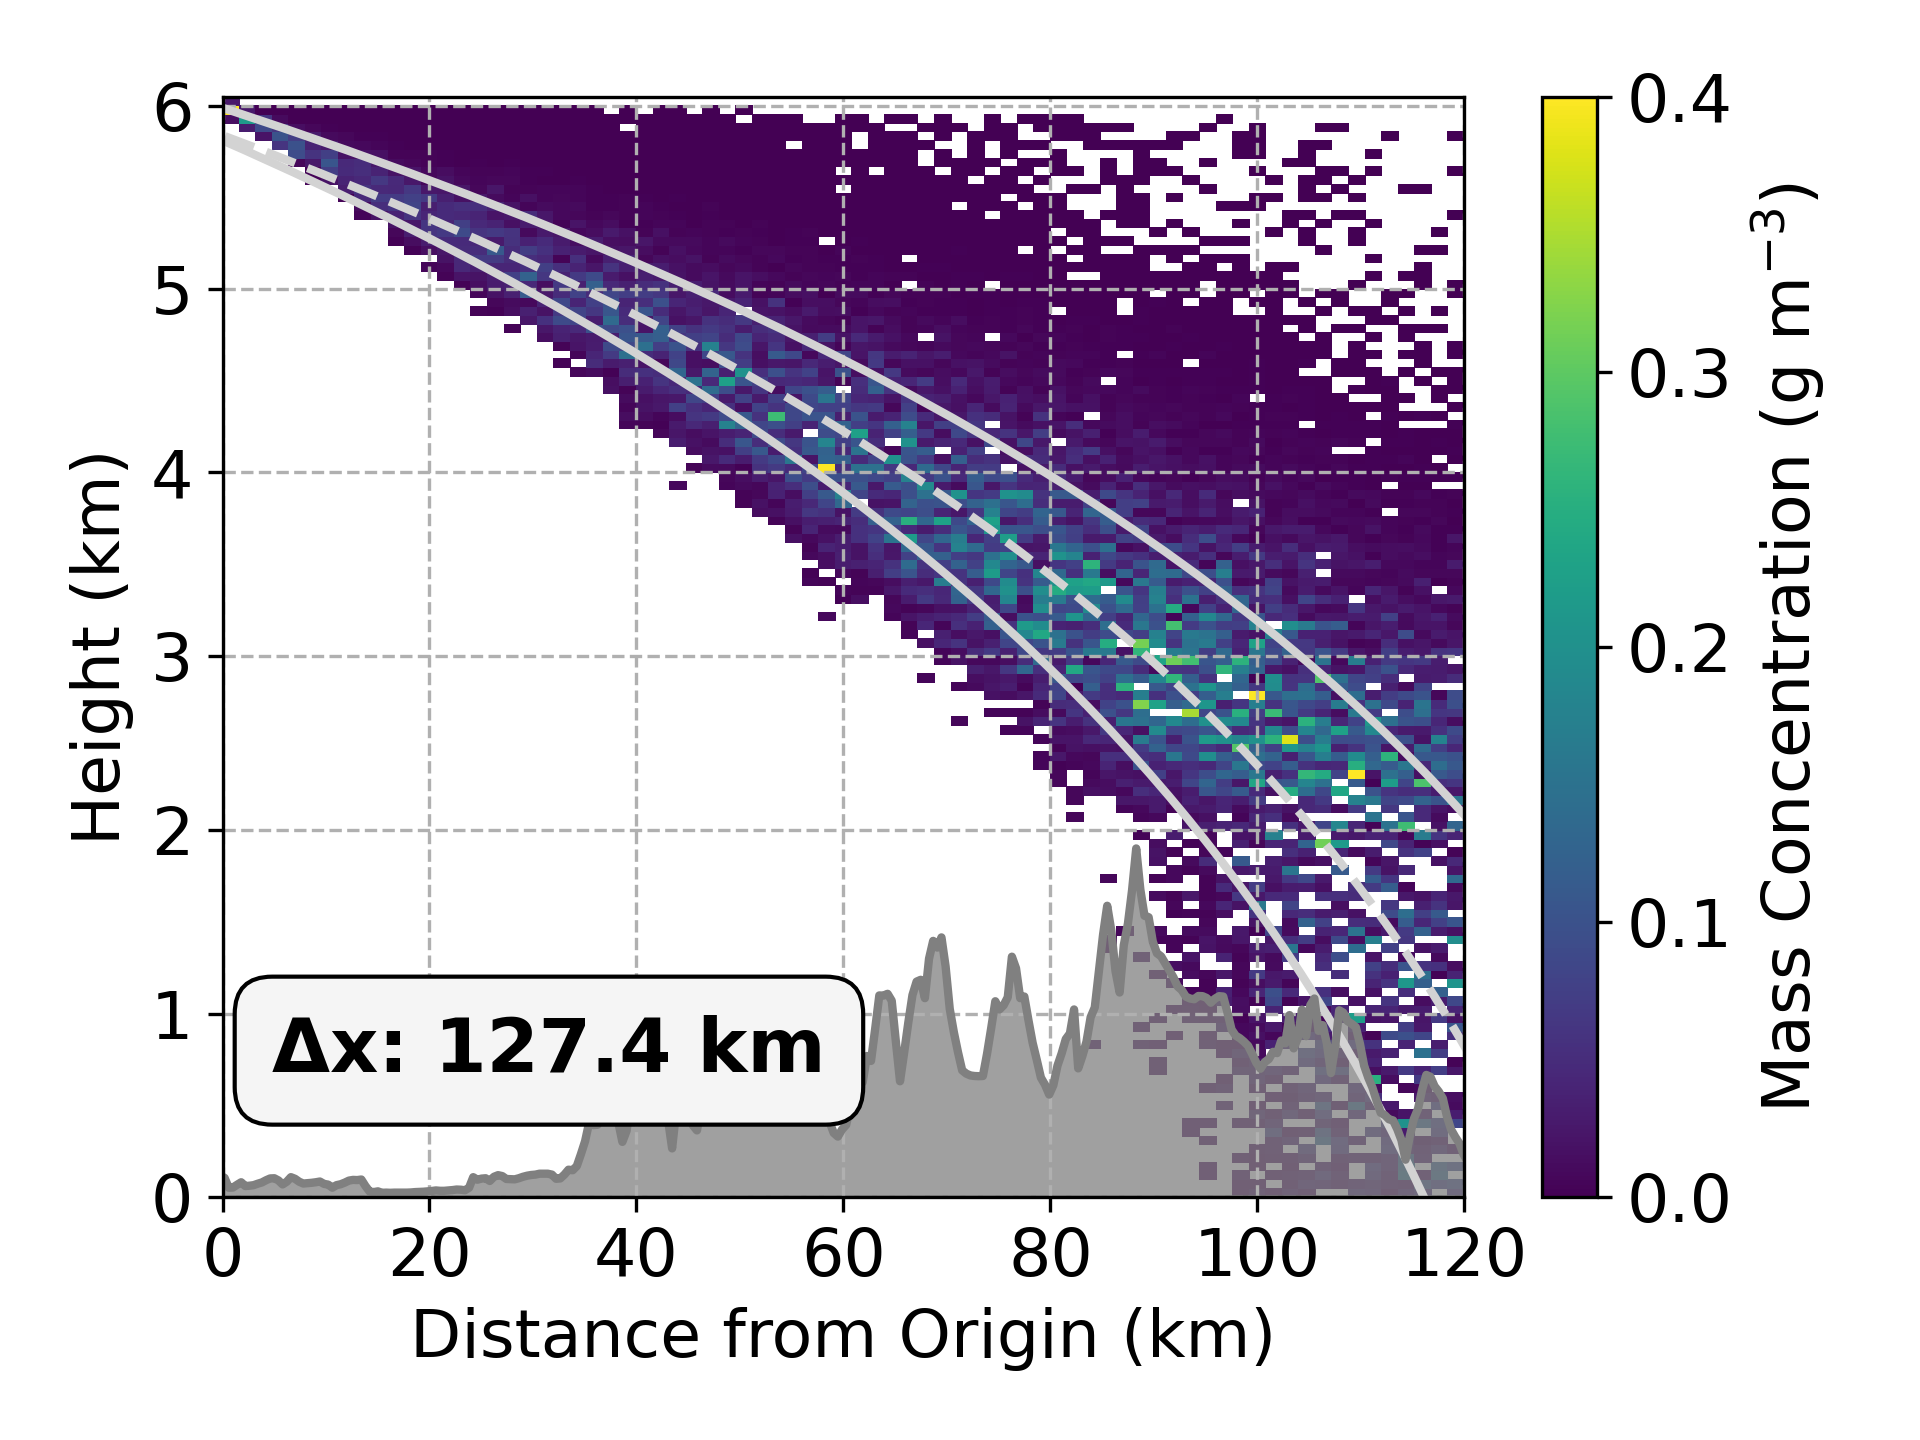 6
5
4
3
2
1
0
Height (km)
Δx: 127.4 km
0 20 40 60 80 100 120
Distance from Origin (km)
0.4
0.3
0.2
0.1
0.0
Mass Concentration (g m⁻³)